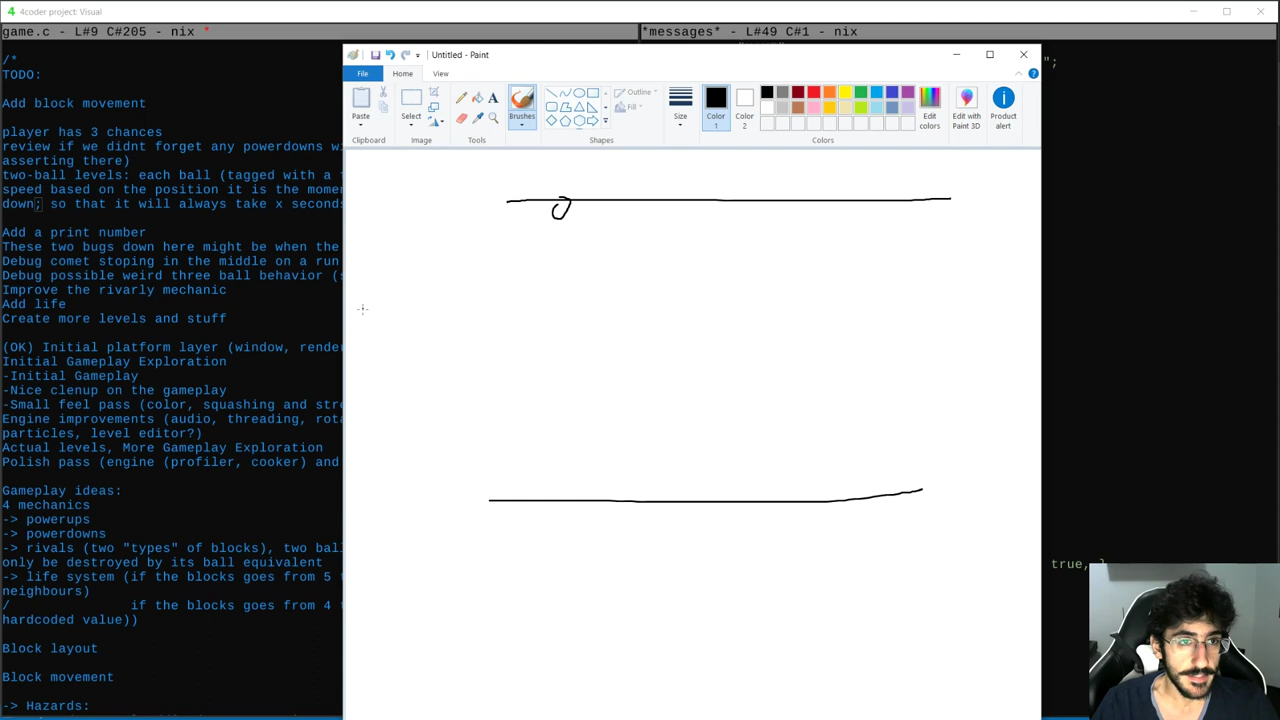 4coder project: Visual
game.c - L#9 C#205 - nix *
*messages* - L#49 C#1 - nix
/*
TODO:
Add block movement
player has 3 chances
review if we didnt forget any powerdowns
asserting there)
two-ball levels: each ball (tagged with a
speed based on the position it is the
down; so that it will always take x seconds
Add a print number
These two bugs down here might be when the
Debug comet stoping in the middle on a run
Debug possible weird three ball behavior
Improve the rivarly mechanic
Add life
Create more levels and stuff
(OK) Initial platform layer (window,
Initial Gameplay Exploration
-Initial Gameplay
-Nice clenup on the gameplay
-Small feel pass (color, squashing and
Engine improvements (audio, threading,
particles, level editor?)
Actual levels, More Gameplay Exploration
Polish pass (engine (profiler, cooker) and
Gameplay ideas:
4 mechanics
-> powerups
-> powerdowns
-> rivals (two "types" of blocks), two
only be destroyed by its ball equivalent
-> life system (if the blocks goes from 5
neighbours)
/ if the blocks goes from 4
hardcoded value))
Block layout
Block movement
-> Hazards:
";
true, }
Untitled - Paint
File Home View
Paste
Select
Brushes
Outline
Fill
Size
Color 1
Color 2
Edit colors
Edit with Paint 3D
Product alert
Clipboard
Image
Tools
Shapes
Colors